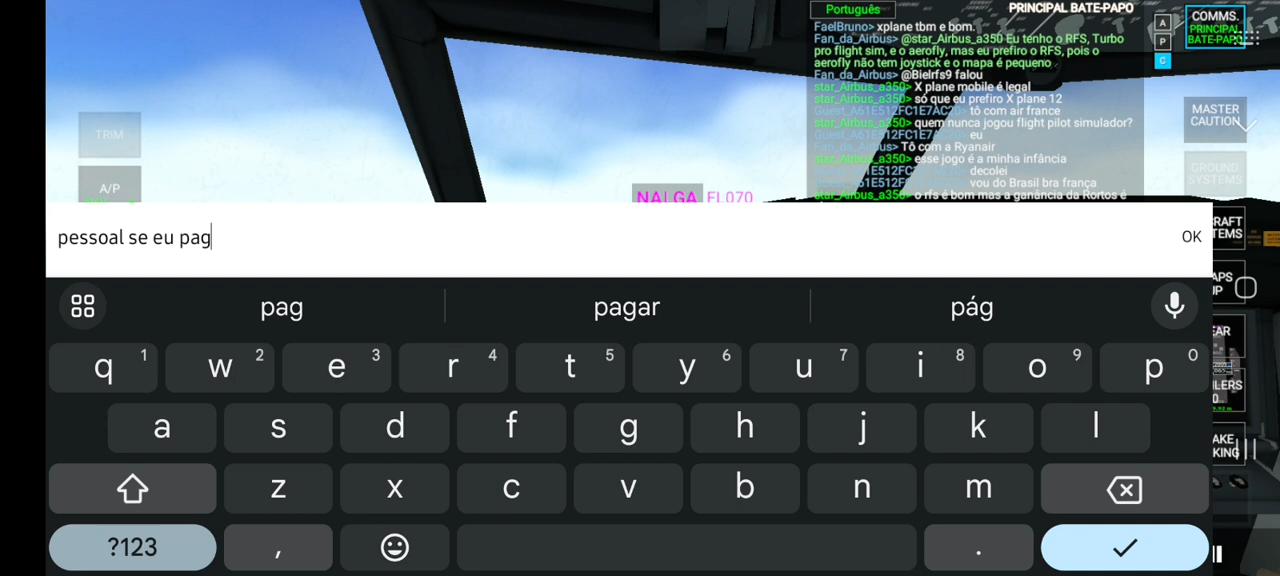 Português
PRINCIPAL BATE-PAPO
FaelBruno> xplane tbm e bom.
Fan_da_Airbus> @star_Airbus_a350 Eu tenho o RFS, Turbo
pro flight sim, e o aerofly, mas eu prefiro o RFS, pois o
aerofly não tem joystick e o mapa é pequeno
Fan_da_Airbus> @Bielrfs9 falou
star_Airbus_a350> X plane mobile é legal
star_Airbus_a350> só que eu prefiro X plane 12
Guest_A61E512FC1E7AC20> tô com air france
star_Airbus_a350> quem nunca jogou flight pilot simulador?
Guest_A61E512FC1E7AC20> eu
Fan_da_Airbus> Tô com a Ryanair
star_Airbus_a350> esse jogo é a minha infância
decolei
vou do Brasil bra frança
star_Airbus_a350> o rfs é bom mas a ganância da Rortos é
A
P
C
COMMS.
PRINCIPAL
BATE-PAPO
TRIM
A/P
MASTER
CAUTION
GROUND
SYSTEMS
NALGA FL070
pessoal se eu pag
OK
pag
pagar
pág
q 1 w 2 e 3 r 4 t 5 y 6 u 7 i 8 o 9 p 0
a s d f g h j k l
z x c v b n m
?123 , .